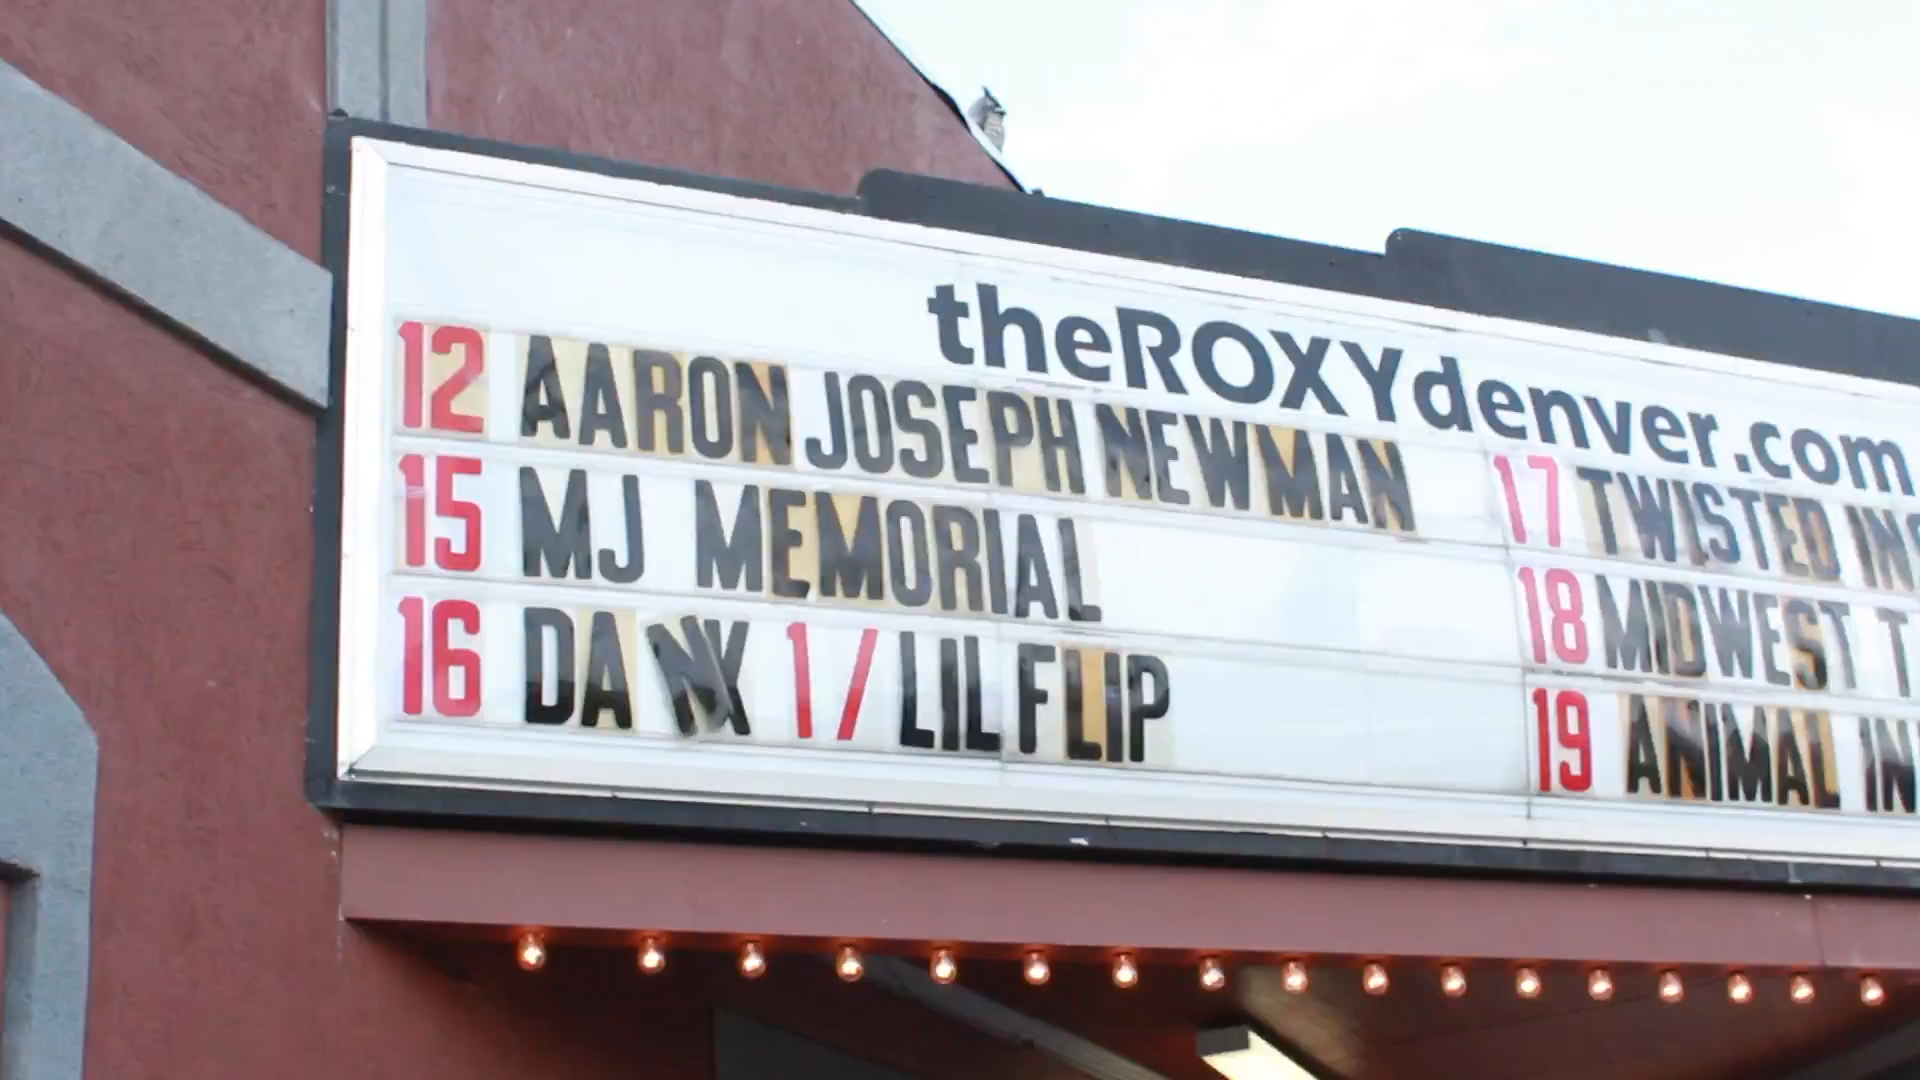 theROXYdenver.com
12 AARON JOSEPH NEWMAN
15 MJ MEMORIAL
16 DANK 1/LIL FLIP
17 TWISTED
18 MIDWEST
19 ANIMAL